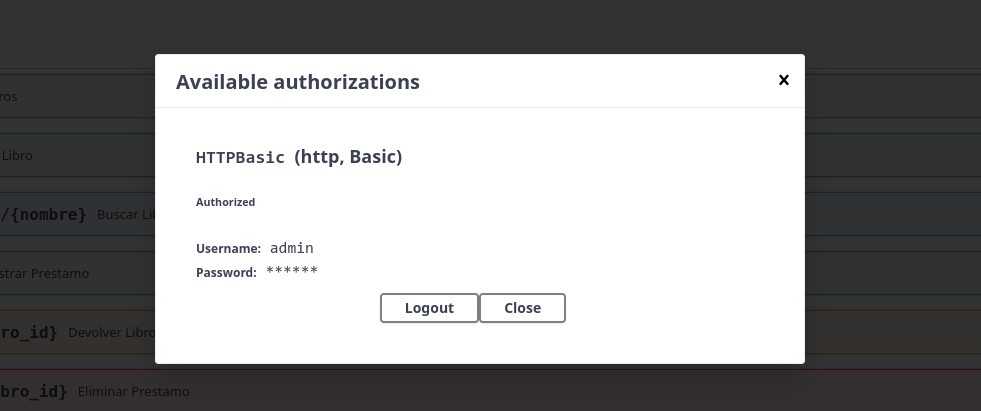 Available authorizations
x
HTTPBasic (http, Basic)
Authorized
Username: admin
Password: ******
Logout Close
ros
Libro
/{nombre} Buscar Lib
strar Prestamo
ro_id} Devolver Libro
bro_id} Eliminar Prestamo